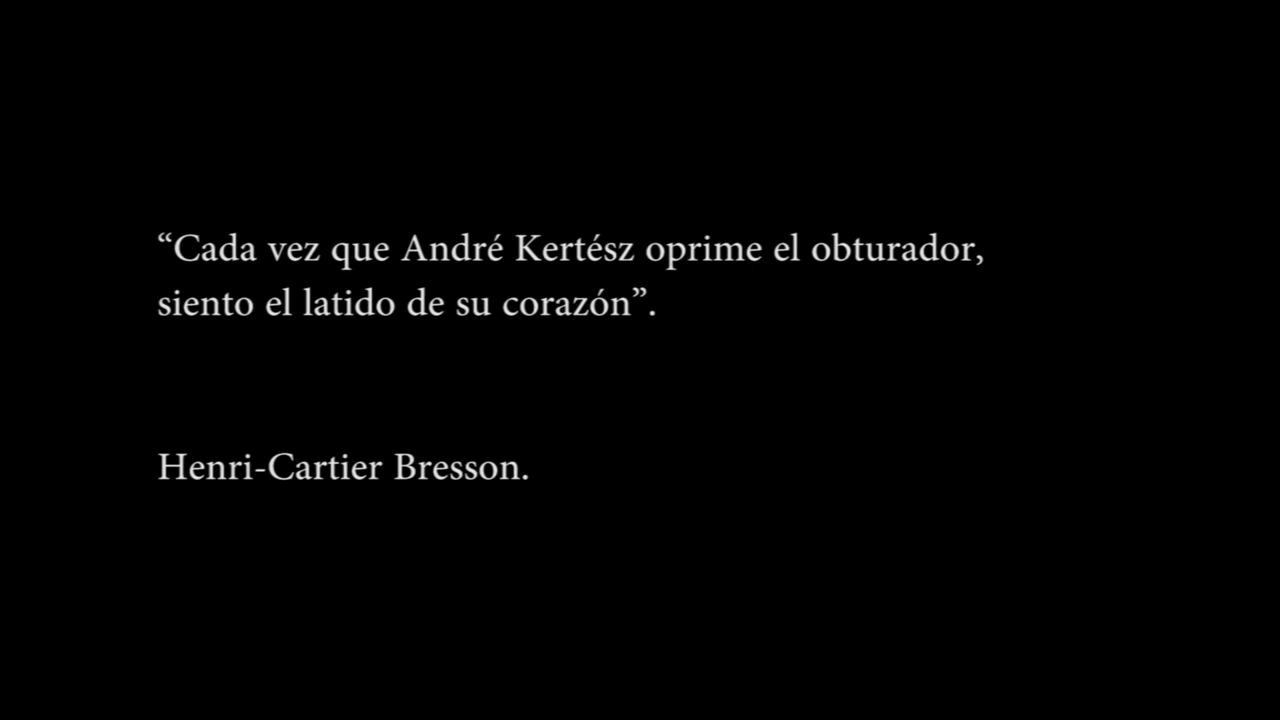 “Cada vez que André Kertész oprime el obturador,
siento el latido de su corazón”.
Henri-Cartier Bresson.